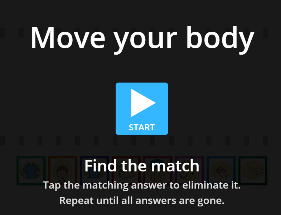 Move your body
START
Find the match
Tap the matching answer to eliminate it.
Repeat until all answers are gone.